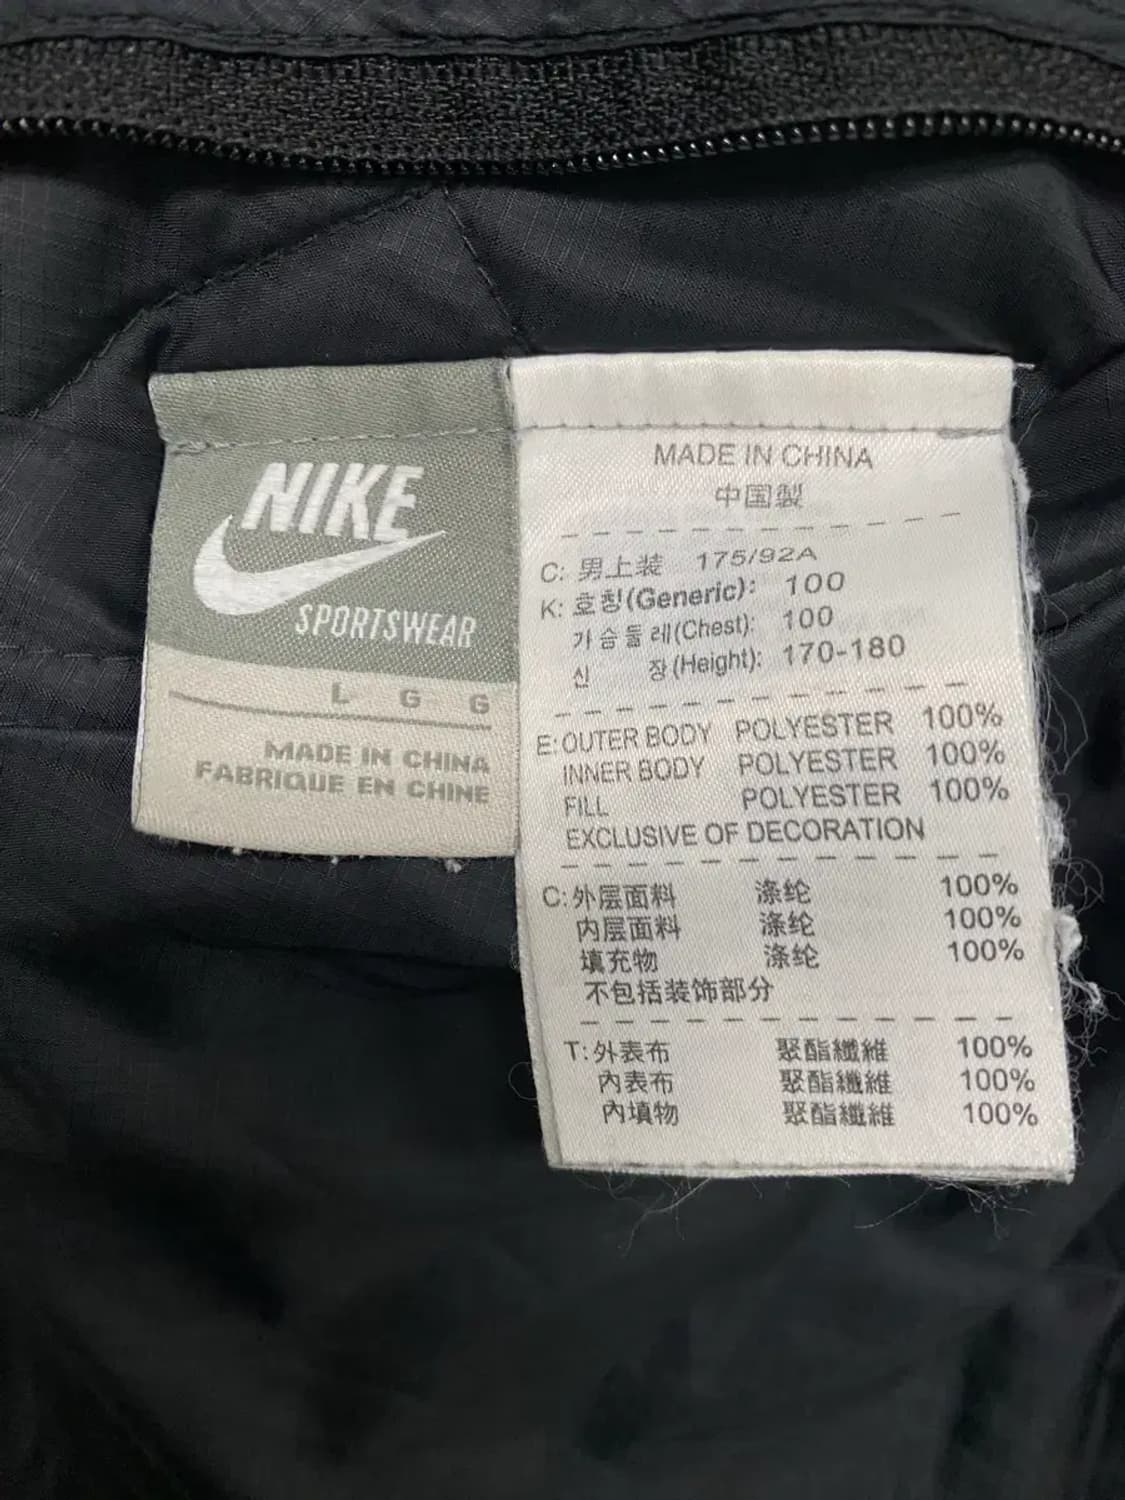 NIKE
SPORTSWEAR
L G G
MADE IN CHINA
FABRIQUE EN CHINE
MADE IN CHINA
中国製
C: 男上装 175/92A
K: 호칭(Generic): 100
가슴둘레(Chest): 100
신 장(Height): 170-180
E: OUTER BODY POLYESTER 100%
INNER BODY POLYESTER 100%
FILL POLYESTER 100%
EXCLUSIVE OF DECORATION
C: 外层面料 涤纶 100%
内层面料 涤纶 100%
填充物 涤纶 100%
不包括装饰部分
T: 外表布 聚酯纖維 100%
內表布 聚酯纖維 100%
內填物 聚酯纖維 100%